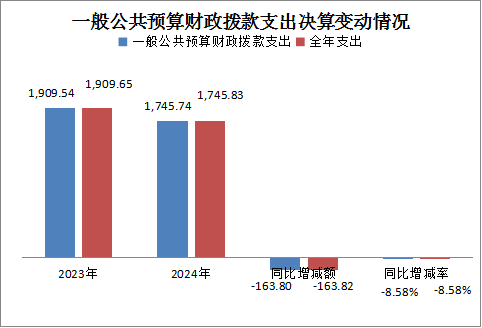 一般公共预算财政拨款支出决算变动情况
一般公共预算财政拨款支出 全年支出
1,909.54 1,909.65
1,745.74 1,745.83
2023年 2024年 同比增减额 同比增减率
-163.80 -163.82
-8.58% -8.58%